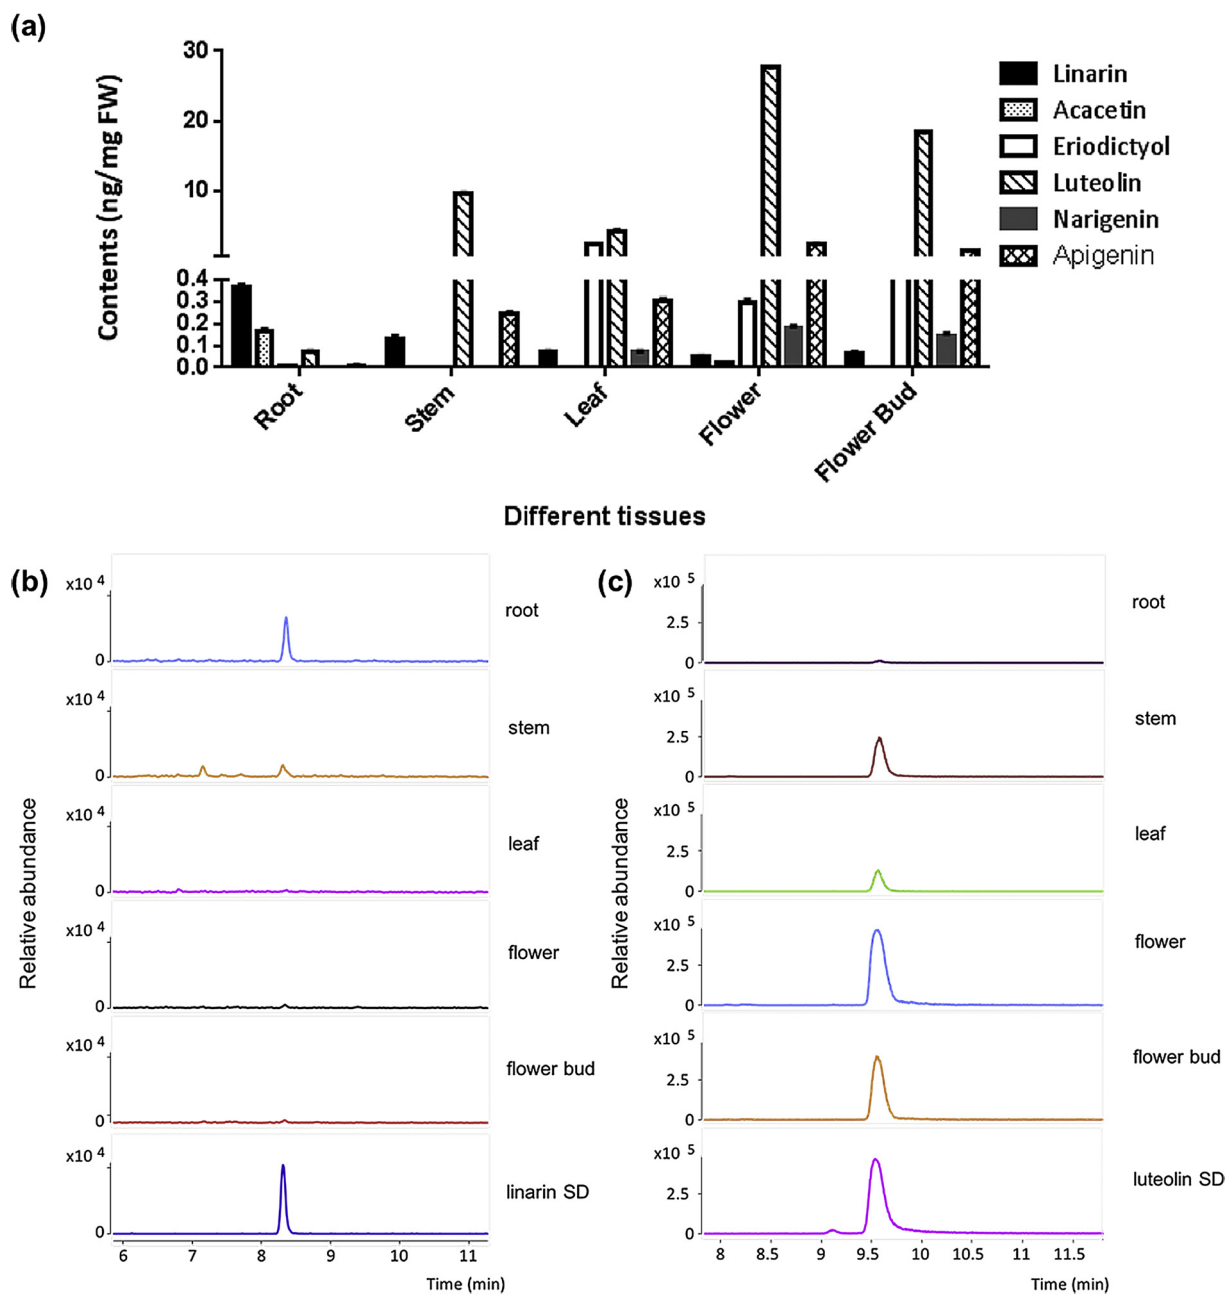 (a)
Contents (ng/mg FW)
30
20
10
0.4
0.3
0.2
0.1
0.0
Root
Stem
Leaf
Flower
Flower Bud
Different tissues
Linarin
Acacetin
Eriodictyol
Luteolin
Narigenin
Apigenin
(b)
Relative abundance
x10 4
0
root
x10 4
0
stem
x10 4
0
leaf
x10 4
0
flower
x10 4
0
flower bud
x10 4
0
linarin SD
6 7 8 9 10 11
Time (min)
(c)
Relative abundance
x10 5
2.5
0
root
x10 5
2.5
0
stem
x10 5
2.5
0
leaf
x10 5
2.5
0
flower
x10 5
2.5
0
flower bud
x10 5
2.5
0
luteolin SD
8 8.5 9 9.5 10 10.5 11 11.5
Time (min)